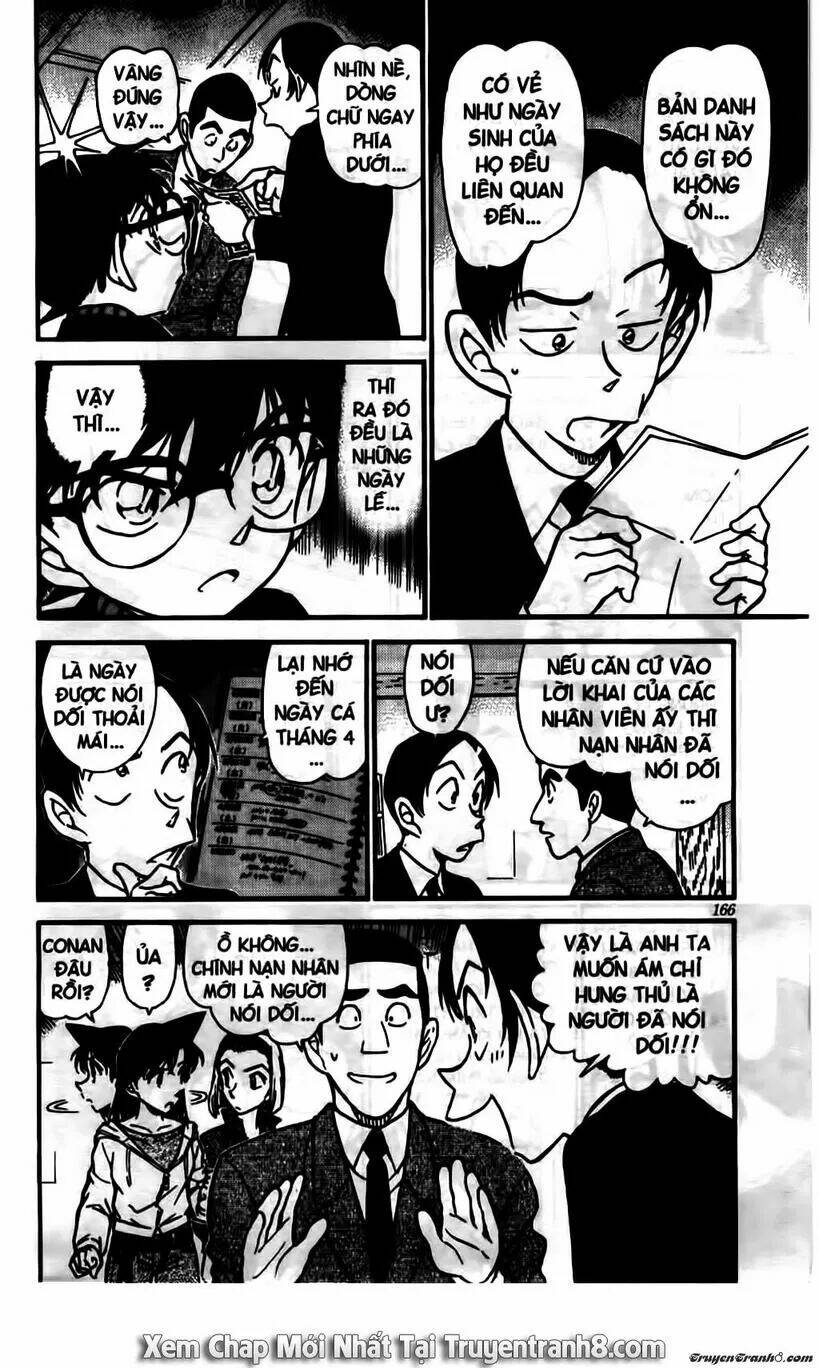 BẢN DANH
SÁCH NÀY
CÓ GÌ ĐÓ
KHÔNG
ỔN...
CÓ VẺ
NHƯ NGÀY
SINH CỦA
HỌ ĐỀU
LIÊN QUAN
ĐẾN...
NHÌN NÈ,
DÒNG
CHỮ NGAY
PHÍA
DƯỚI...
VÂNG
ĐÚNG
VẬY...
THÌ
RA ĐÓ
ĐỀU LÀ
NHỮNG
NGÀY
LỄ...
VẬY
THÌ...
NẾU CĂN CỨ VÀO
LỜI KHAI CỦA CÁC
NHÂN VIÊN ẤY THÌ
NẠN NHÂN ĐÃ
NÓI DỐI
...
NÓI
DỐI
Ư?
LẠI NHỚ
ĐẾN
NGÀY CÁ
THÁNG 4
...
LÀ NGÀY
ĐƯỢC NÓI
DỐI THOẢI
MÁI...
166
VẬY LÀ ANH TA
MUỐN ÁM CHỈ
HUNG THỦ LÀ
NGƯỜI ĐÃ NÓI
DỐI!!!
Ồ KHÔNG...
CHÍNH NẠN NHÂN
MỚI LÀ NGƯỜI
NÓI DỐI...
ỦA
?
CONAN
ĐÂU
RỒI?
Xem Chap Mới Nhất Tại Truyentranh8.com
TruyenTranh8.com